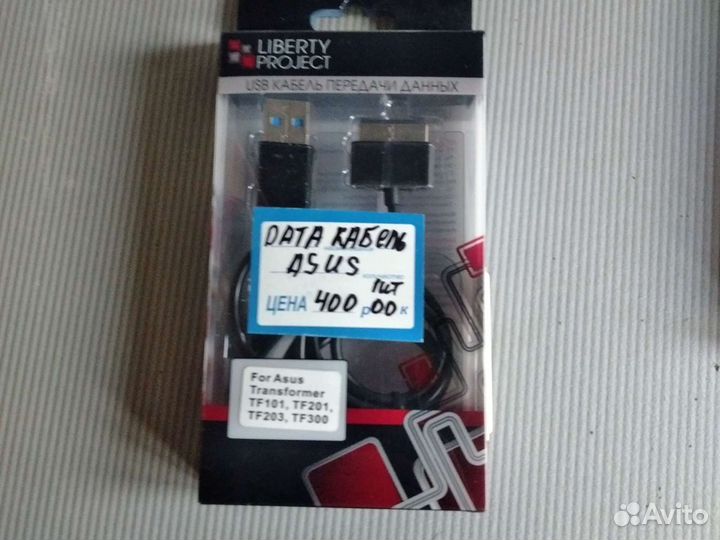 LIBERTY
PROJECT
USB КАБЕЛЬ ПЕРЕДАЧИ ДАННЫХ
DATA КАБЕЛЬ
ASUS
количество
1шт
ЦЕНА 400 р 00 к
For Asus
Transformer
TF101, TF201,
TF203, TF300
Avito